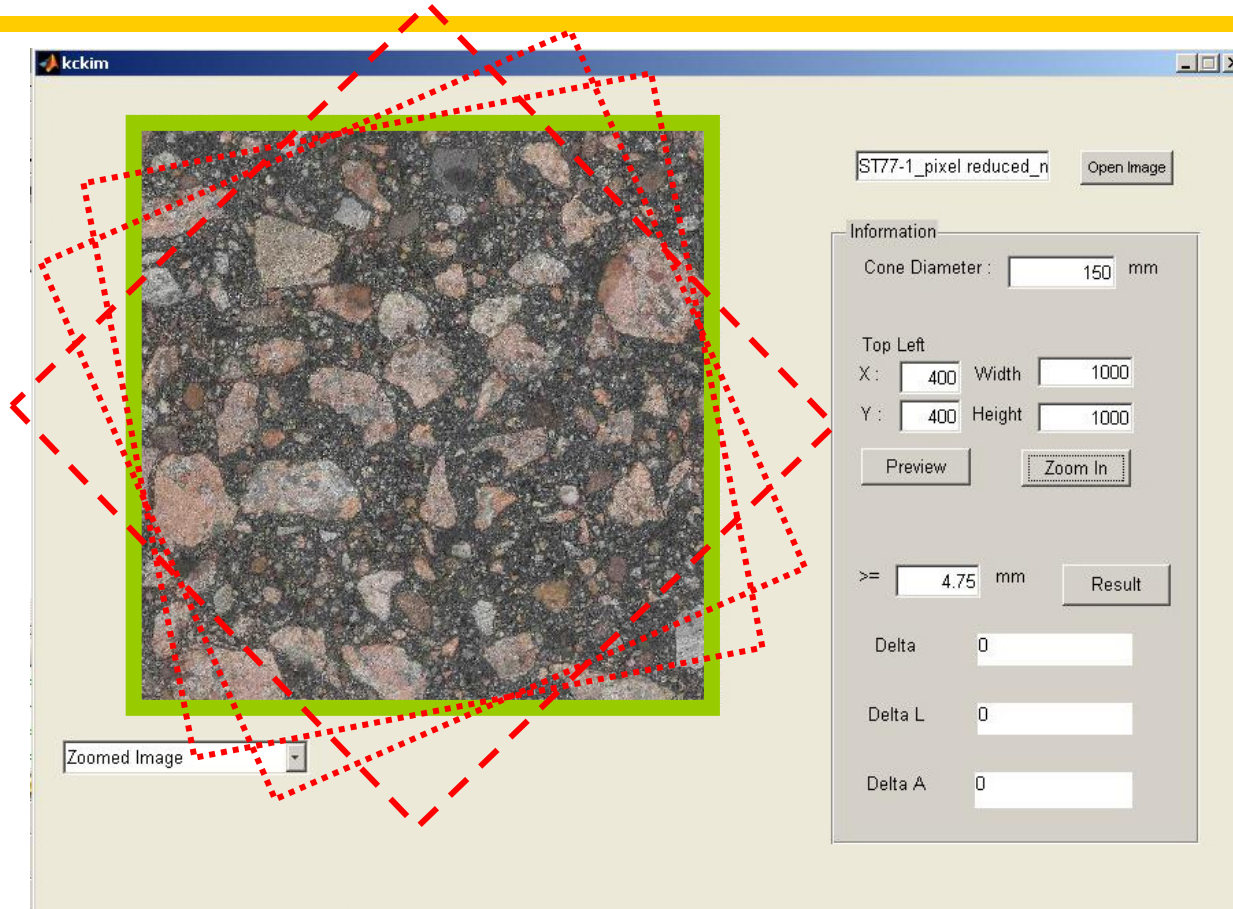 kckim
ST77-1_pixel reduced_n
Open Image
Information
Cone Diameter : 150 mm
Top Left
X : 400 Width 1000
Y : 400 Height 1000
Preview
Zoom In
>= 4.75 mm
Result
Delta 0
Delta L 0
Delta A 0
Zoomed Image